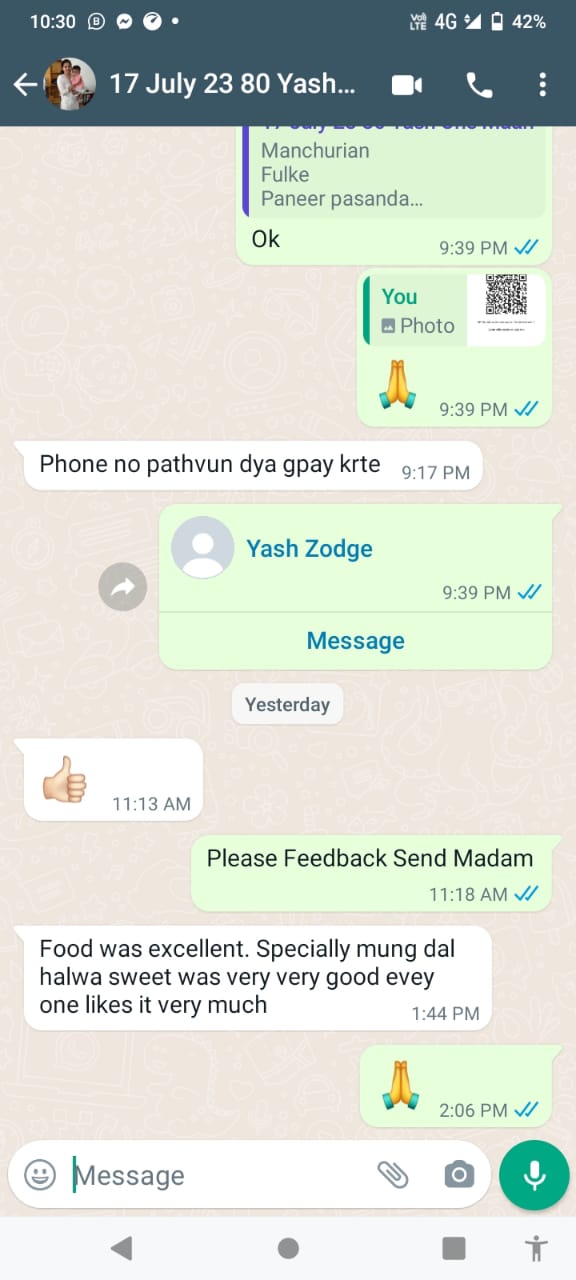 10:30
VoI) LTE 4G 42%
17 July 23 80 Yash...
Manchurian
Fulke
Paneer pasanda...
Ok
9:39 PM
You
Photo
9:39 PM
Phone no pathvun dya gpay krte
9:17 PM
Yash Zodge
9:39 PM
Message
Yesterday
11:13 AM
Please Feedback Send Madam
11:18 AM
Food was excellent. Specially mung dal
halwa sweet was very very good evey
one likes it very much
1:44 PM
2:06 PM
Message